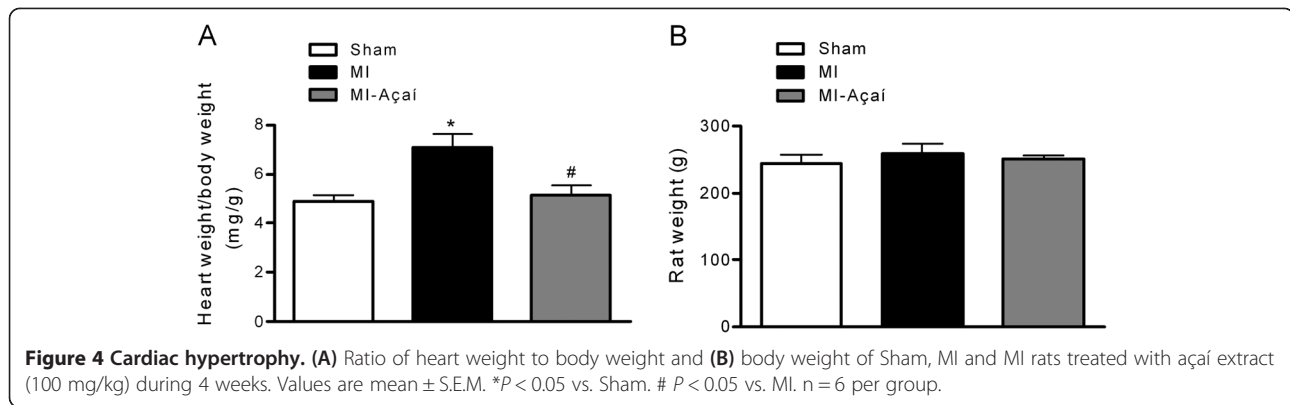 A
Sham
MI
MI-Açaí
Heart weight/body weight
(mg/g)
8
6
4
2
0
*
#
B
Sham
MI
MI-Açaí
Rat weight (g)
300
200
100
0
Figure 4 Cardiac hypertrophy. (A) Ratio of heart weight to body weight and (B) body weight of Sham, MI and MI rats treated with açaí extract
(100 mg/kg) during 4 weeks. Values are mean ± S.E.M. *P < 0.05 vs. Sham. # P < 0.05 vs. MI. n = 6 per group.